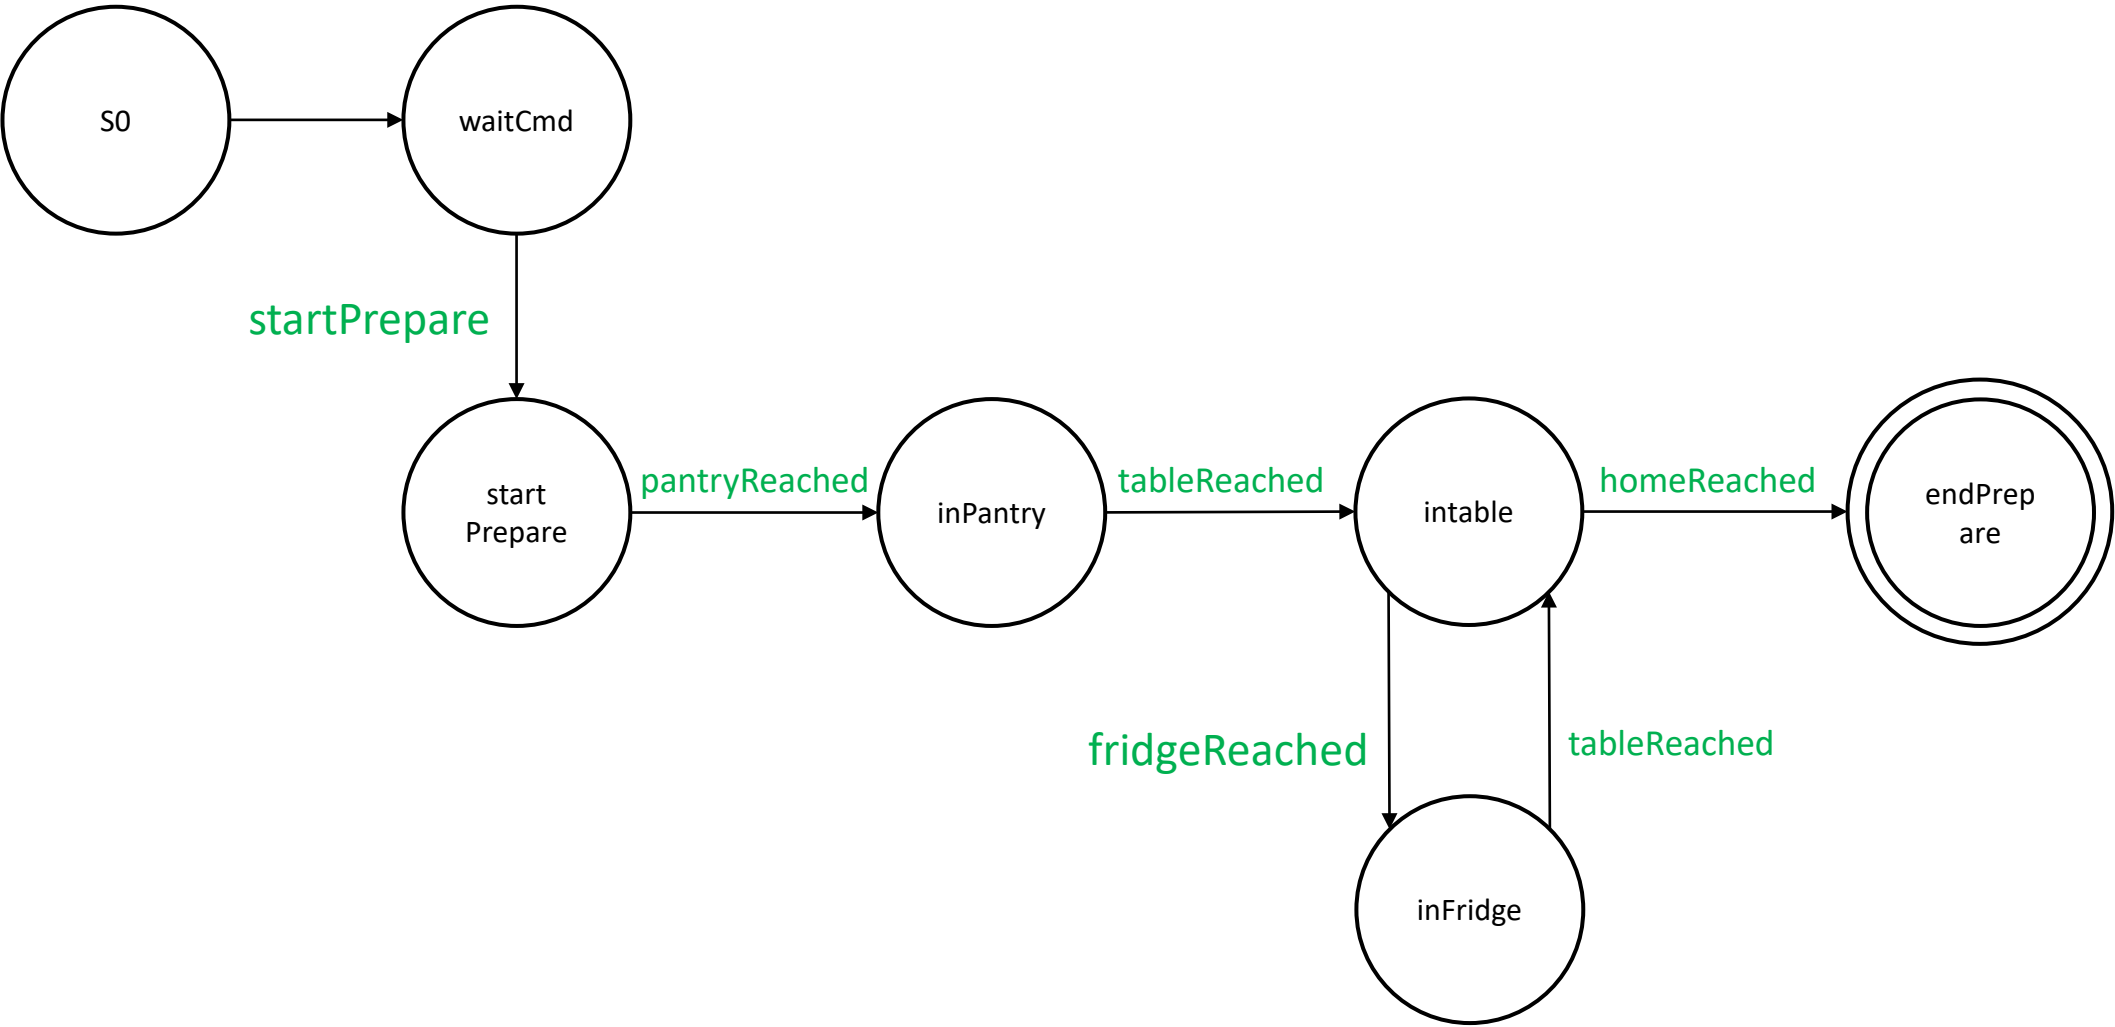 S0
waitCmd
startPrepare
start
Prepare
pantryReached
inPantry
tableReached
intable
homeReached
endPrep
are
fridgeReached
tableReached
inFridge